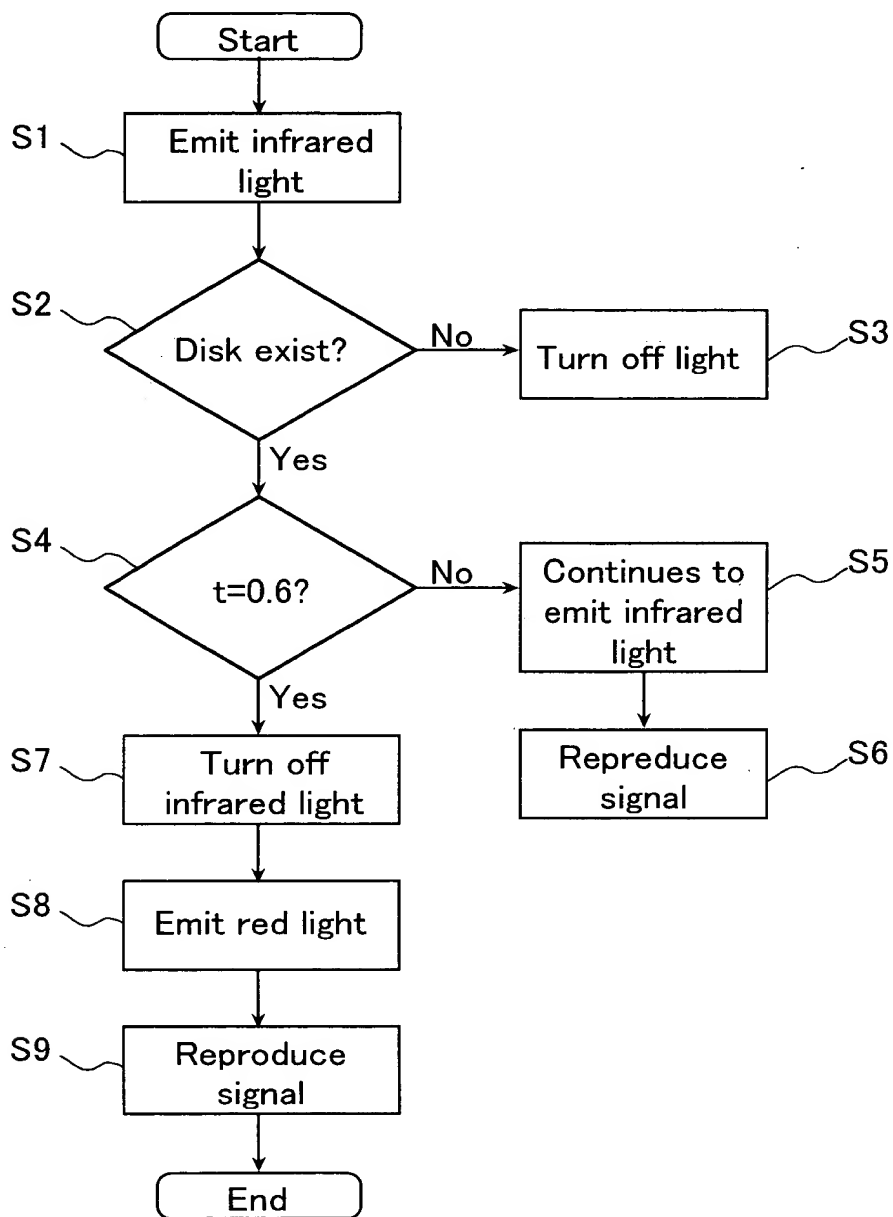 Start
S1
Emit infrared
light
S2
Disk exist?
No
Turn off light
S3
Yes
S4
t=0.6?
No
Continues to
emit infrared
light
S5
Yes
S7
Turn off
infrared light
Repreduce
signal
S6
S8
Emit red light
S9
Reproduce
signal
End